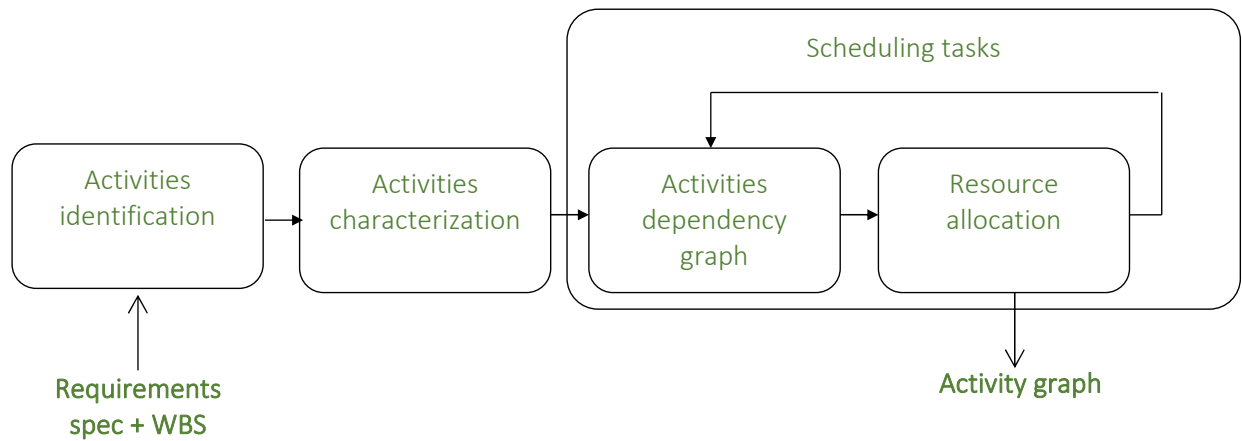 Scheduling tasks
Activities
identification
Activities
characterization
Activities
dependency
graph
Resource
allocation
Requirements
spec + WBS
Activity graph